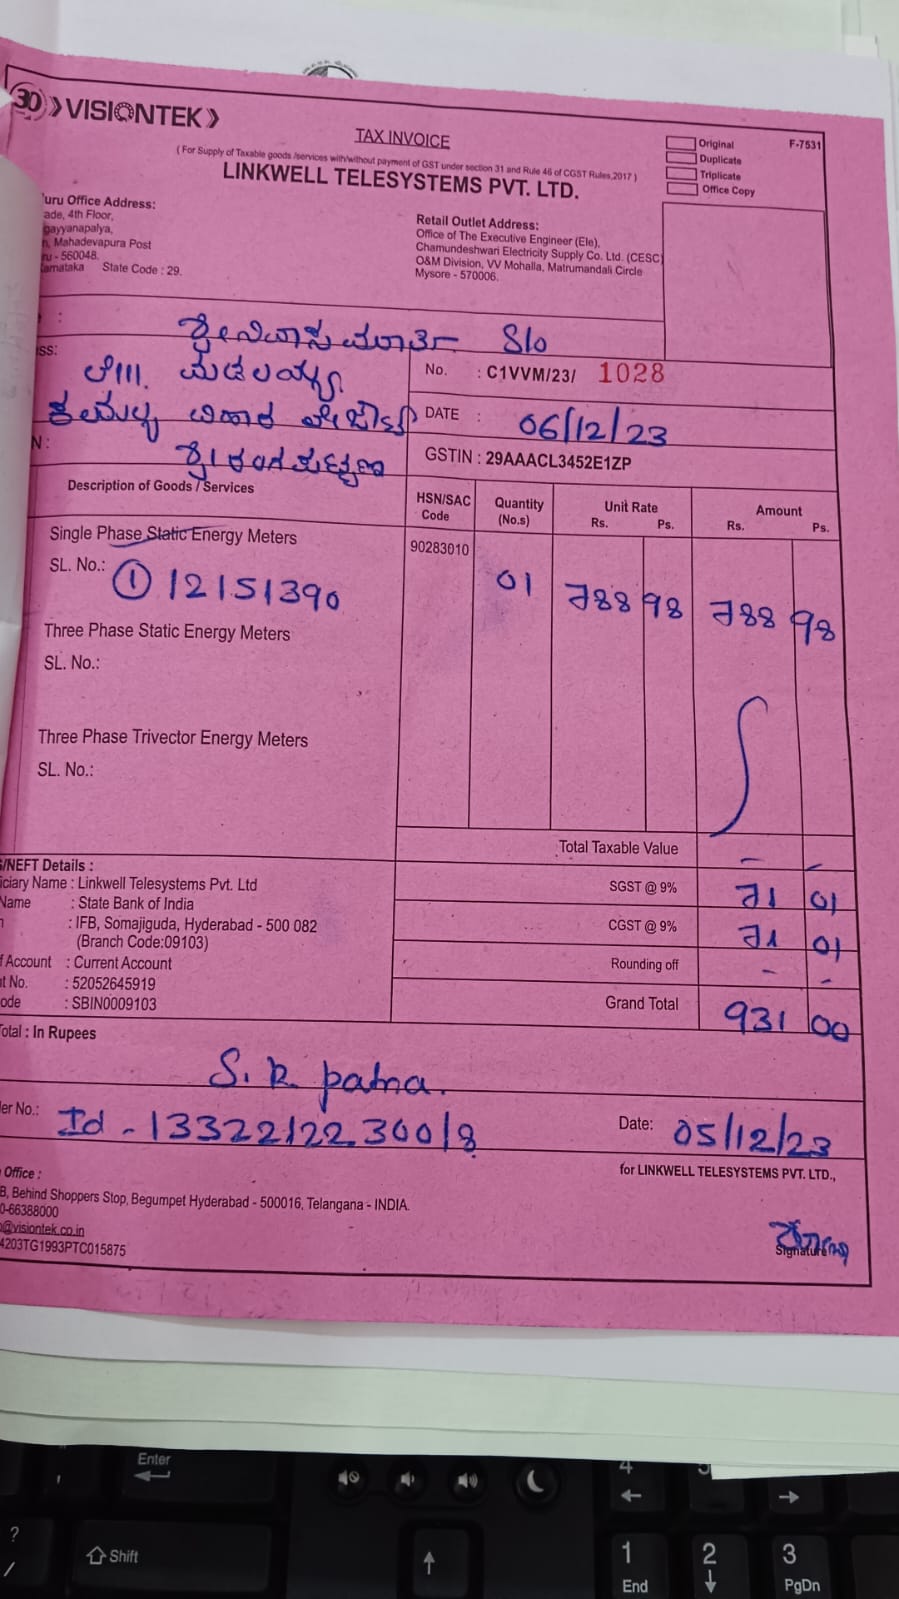 30 VISIONTEK
TAX INVOICE
( For Supply of Taxable goods /services with/without payment of GST under section 31 and Rule 46 of CGST Rules,2017 )
LINKWELL TELESYSTEMS PVT. LTD.
Original
F-7531
Duplicate
Triplicate
Office Copy
uru Office Address:
ade, 4th Floor,
gayyanapalya,
Mahadevapura Post
ru - 560048.
arnataka State Code : 29.
Retail Outlet Address:
Office of The Executive Engineer (Ele),
Chamundeshwari Electricity Supply Co. Ltd. (CESC)
O&M Division, VV Mohalla, Matrumandali Circle
Mysore - 570006.
ಶ್ರೀನಿವಾಸ ಮೂರ್ತಿ S/o
ess:
No. : C1VVM/23/ 1028
DATE : 06/12/23
N :
GSTIN : 29AAACL3452E1ZP
Description of Goods / Services
HSN/SAC Code
Quantity (No.s)
Unit Rate
Rs. Ps.
Amount
Rs. Ps.
Single Phase Static Energy Meters
90283010
SL. No.: ① 12151390
01 788 98 788 98
Three Phase Static Energy Meters
SL. No.:
Three Phase Trivector Energy Meters
SL. No.:
Total Taxable Value - -
/NEFT Details :
iciary Name : Linkwell Telesystems Pvt. Ltd
SGST @ 9% 71 01
Name : State Bank of India
: IFB, Somajiguda, Hyderabad - 500 082
CGST @ 9% 71 01
(Branch Code:09103)
f Account : Current Account
Rounding off - -
nt No. : 52052645919
ode : SBIN0009103
Grand Total 931 00
Total : In Rupees
S. R patna.
er No.: Id - 13322122300/8
Date: 05/12/23
for LINKWELL TELESYSTEMS PVT. LTD.,
Office :
B, Behind Shoppers Stop, Begumpet Hyderabad - 500016, Telangana - INDIA.
0-66388000
@visiontek.co.in
4203TG1993PTC015875
Signature
Enter
Shift
4
1
End
2
3
PgDn
?
/